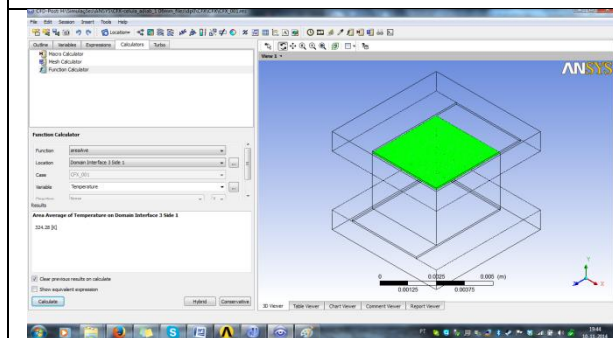 File Edit Session Insert Tools Help
Outline Variables Expressions Calculators Turbo
Macro Calculator
Mesh Calculator
Function Calculator
Function Calculator
Function areaAve
Location Domain Interface 3 Side 1
Case CFX_001
Variable Temperature
Direction None
Results
Area Average of Temperature on Domain Interface 3 Side 1
324.28 [K]
Clear previous results on calculate
Show equivalent expression
Calculate Hybrid Conservative
View 1
ANSYS
0 0.0025 0.005 (m)
0.00125 0.00375
3D Viewer Table Viewer Chart Viewer Comment Viewer Report Viewer
19:44